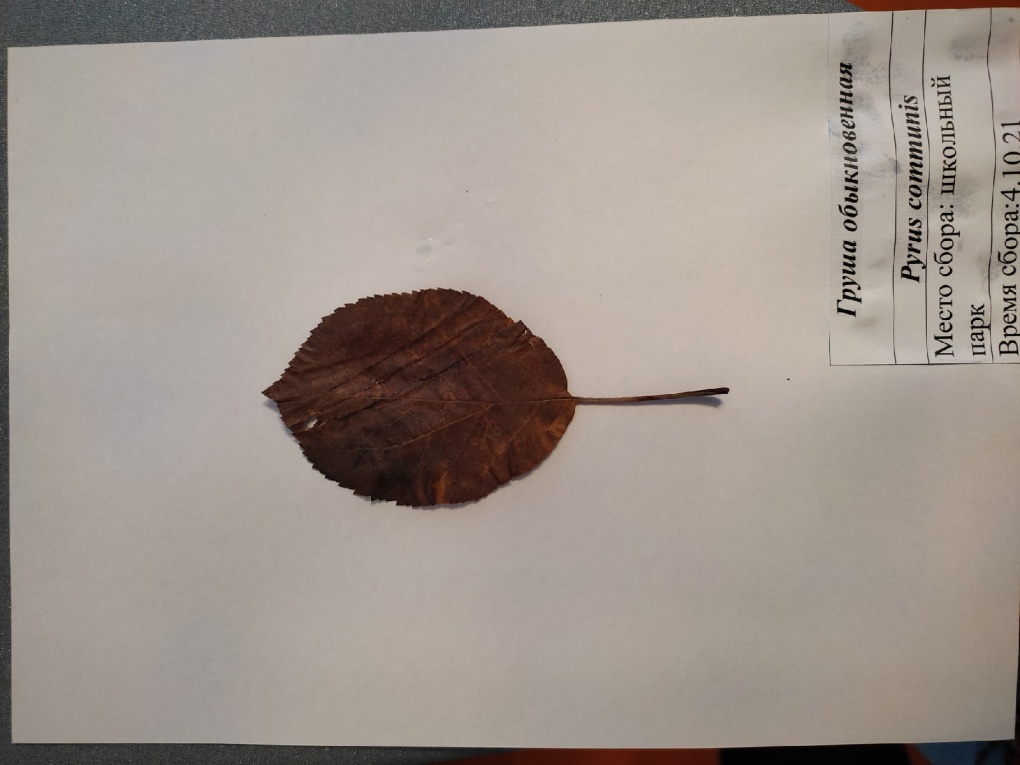 Груша обыкновенная
Pyrus communis
Место сбора: школьный
парк
Время сбора:4.10.21